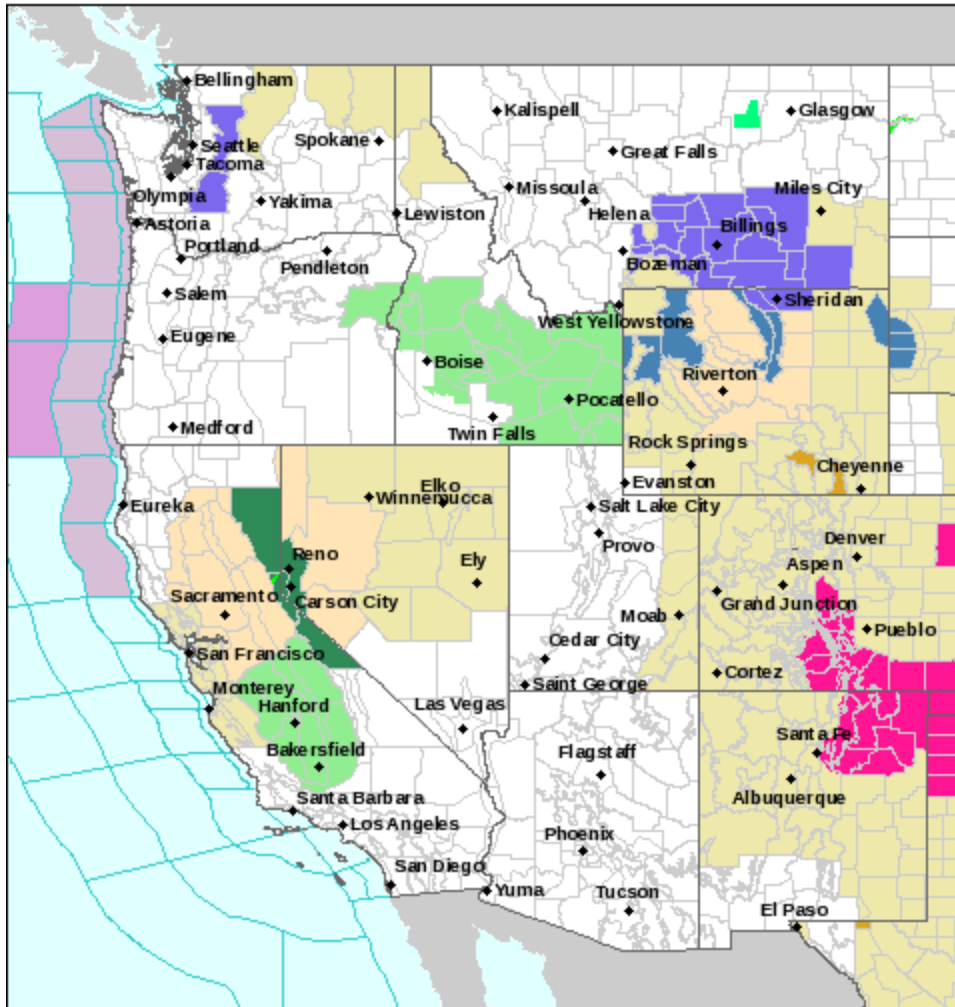 Bellingham
Kalispell
Glasgow
Seattle
Spokane
Great Falls
Tacoma
Olympia
Yakima
Missoula
Helena
Miles City
Lewiston
Astoria
Billings
Portland
Pendleton
Bozeman
Salem
Sheridan
West Yellowstone
Eugene
Boise
Riverton
Pocatello
Medford
Twin Falls
Rock Springs
Cheyenne
Evanston
Elko
Winnemucca
Eureka
Salt Lake City
Provo
Denver
Reno
Ely
Aspen
Sacramento
Carson City
Grand Junction
Moab
Pueblo
San Francisco
Cedar City
Cortez
Saint George
Monterey
Hanford
Las Vegas
Santa Fe
Bakersfield
Flagstaff
Albuquerque
Santa Barbara
Los Angeles
Phoenix
San Diego
Yuma
Tucson
El Paso